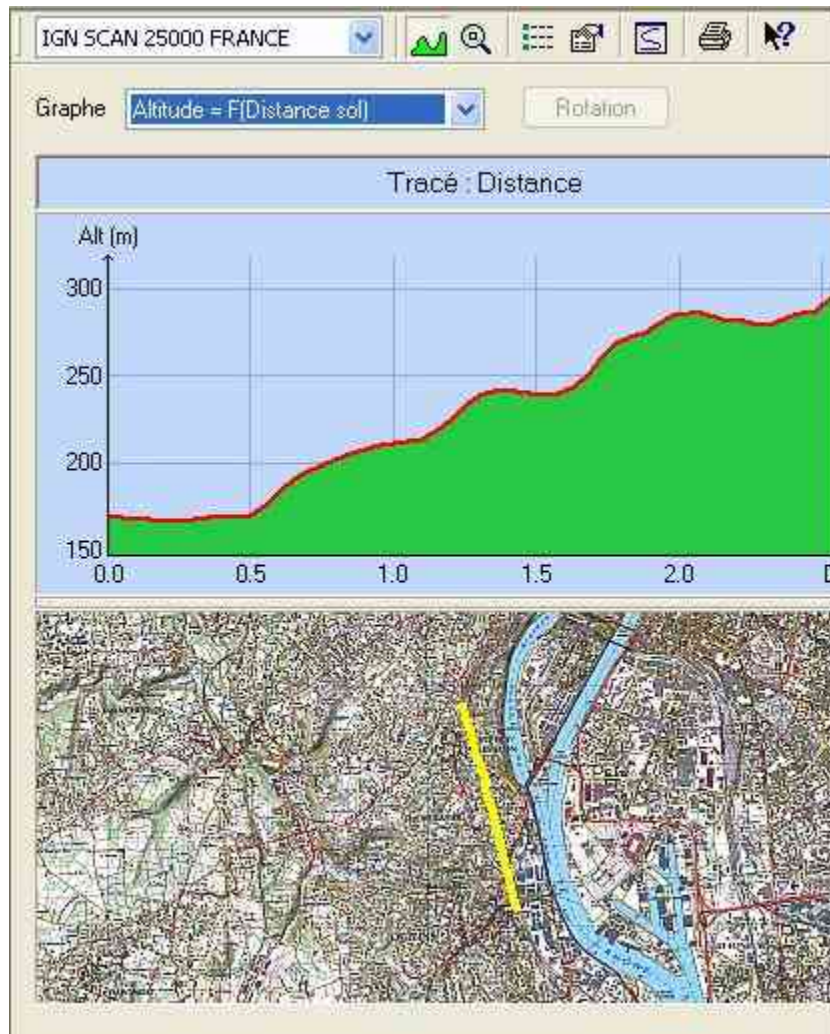 IGN SCAN 25000 FRANCE
Graphe Altitude = F(Distance sol) Rotation
Tracé : Distance
Alt (m)
300
250
200
150
0.0 0.5 1.0 1.5 2.0